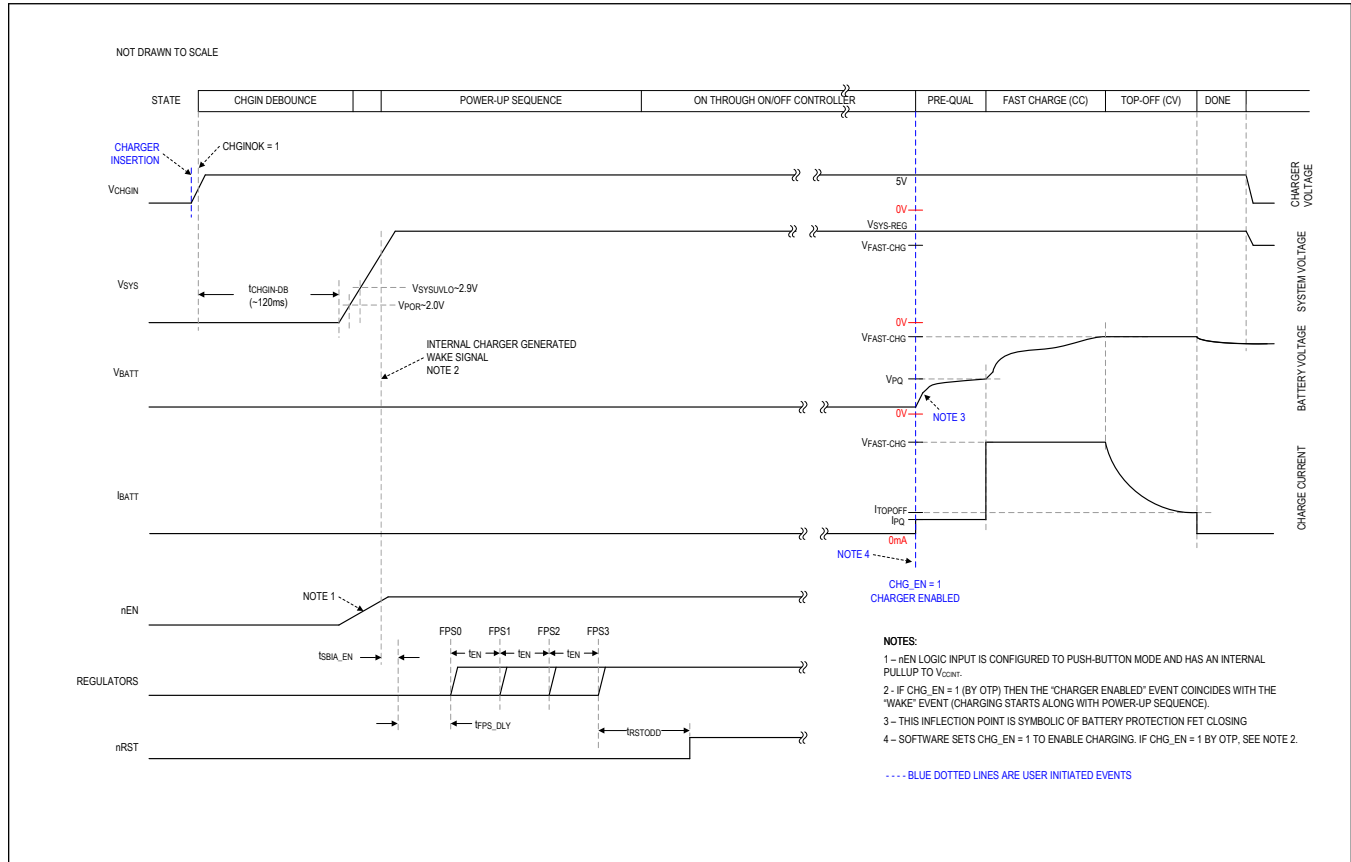 NOT DRAWN TO SCALE
STATE
CHGIN DEBOUNCE
POWER-UP SEQUENCE
ON THROUGH ON/OFF CONTROLLER
PRE-QUAL
FAST CHARGE (CC)
TOP-OFF (CV)
DONE
CHARGER
INSERTION
CHGINOK = 1
VCHGIN
5V
0V
CHARGER
VOLTAGE
VSYS-REG
VFAST-CHG
VSYS
tCHGIN-DB
(~120ms)
VSYSUVLO~2.9V
VPOR~2.0V
0V
SYSTEM VOLTAGE
INTERNAL CHARGER GENERATED
WAKE SIGNAL
NOTE 2
VBATT
VFAST-CHG
VPQ
0V
NOTE 3
BATTERY VOLTAGE
VFAST-CHG
IBATT
ITOPOFF
IPQ
0mA
CHARGE CURRENT
NOTE 4
CHG_EN = 1
CHARGER ENABLED
NOTE 1
nEN
tSBIA_EN
FPS0
FPS1
FPS2
FPS3
tEN
tEN
tEN
REGULATORS
tFPS_DLY
tRSTODD
nRST
NOTES:
1 – nEN LOGIC INPUT IS CONFIGURED TO PUSH-BUTTON MODE AND HAS AN INTERNAL
PULLUP TO VCCINT.
2 - IF CHG_EN = 1 (BY OTP) THEN THE “CHARGER ENABLED” EVENT COINCIDES WITH THE
“WAKE” EVENT (CHARGING STARTS ALONG WITH POWER-UP SEQUENCE).
3 – THIS INFLECTION POINT IS SYMBOLIC OF BATTERY PROTECTION FET CLOSING
4 – SOFTWARE SETS CHG_EN = 1 TO ENABLE CHARGING. IF CHG_EN = 1 BY OTP, SEE NOTE 2.
- - - - BLUE DOTTED LINES ARE USER INITIATED EVENTS